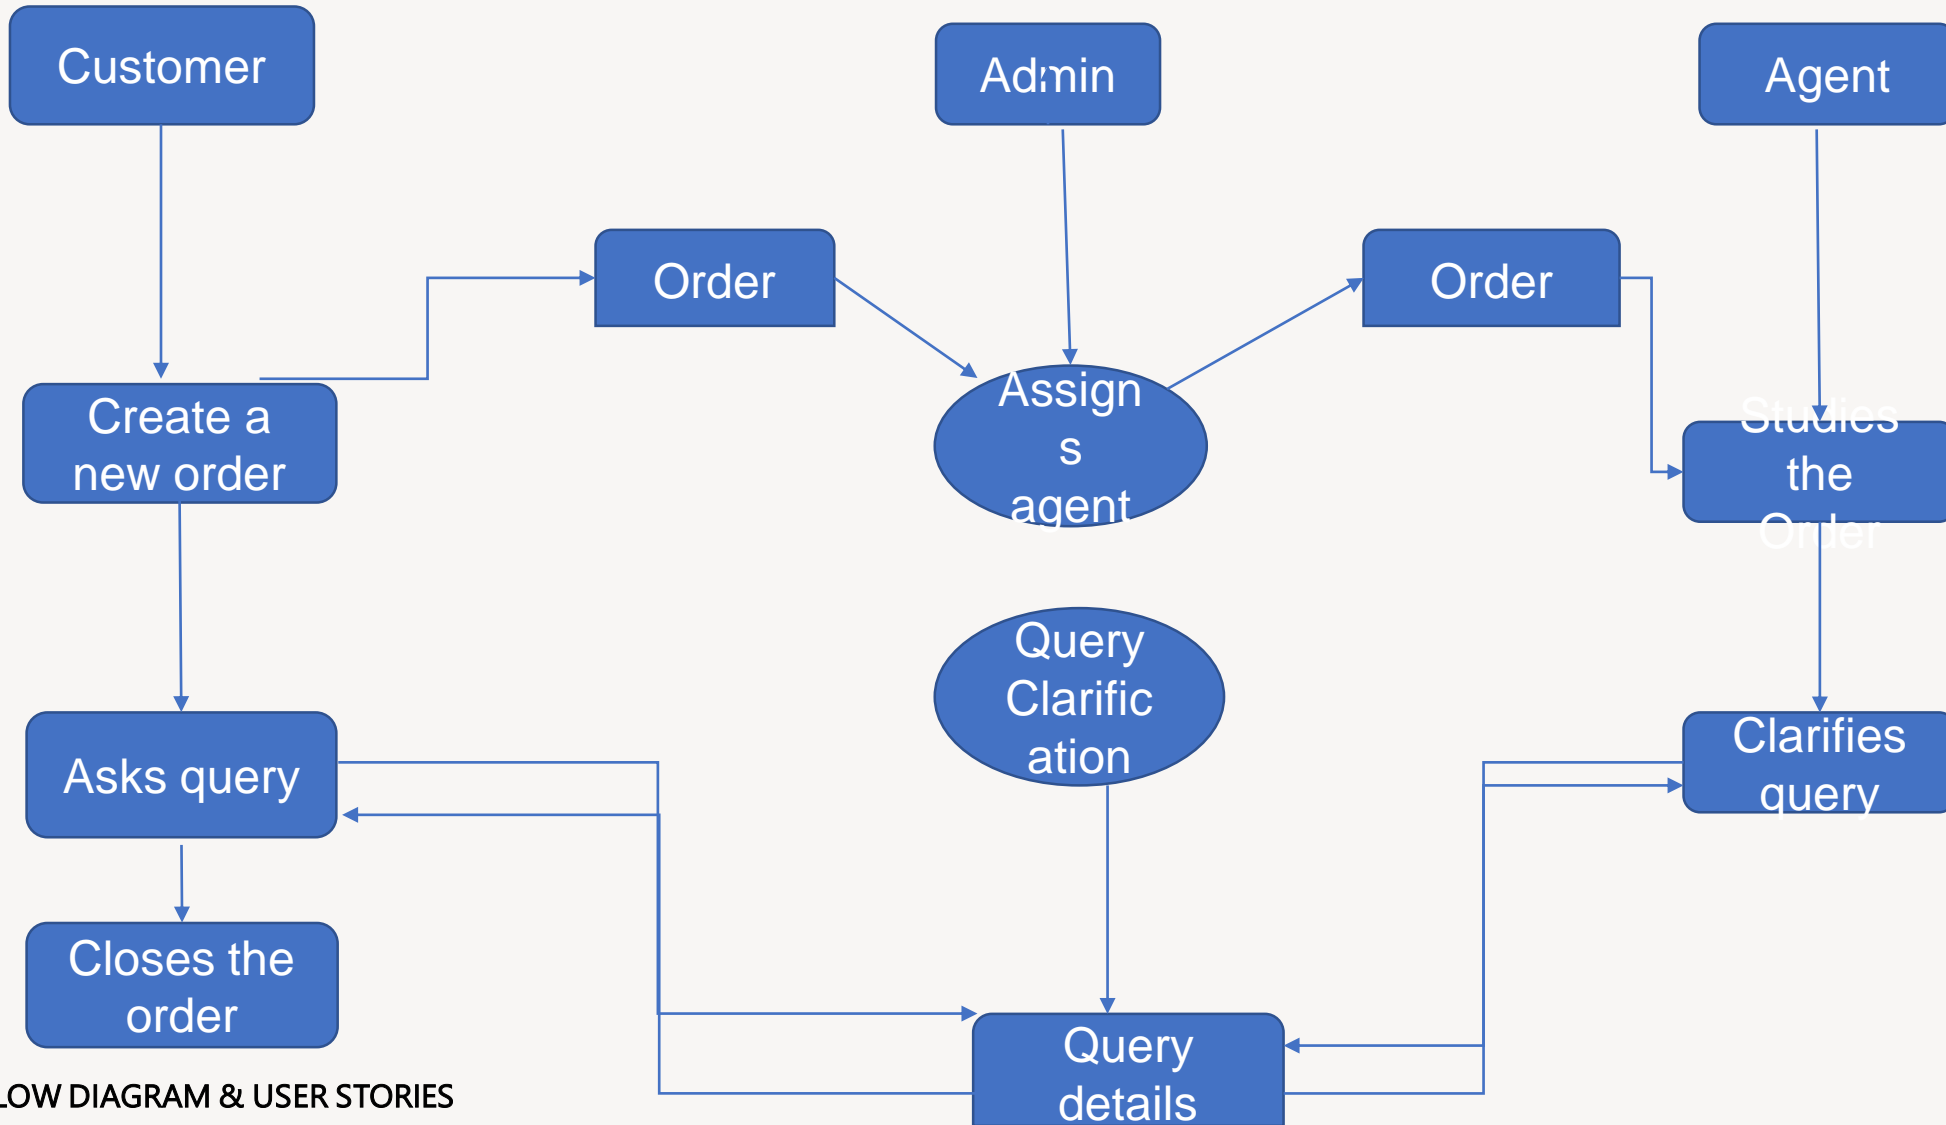 Customer
Admin
Agent
Order
Order
Create a
new order
Assign
s
agent
Studies
the
Order
Query
Clarific
ation
Asks query
Clarifies
query
Closes the
order
Query
details
LOW DIAGRAM & USER STORIES